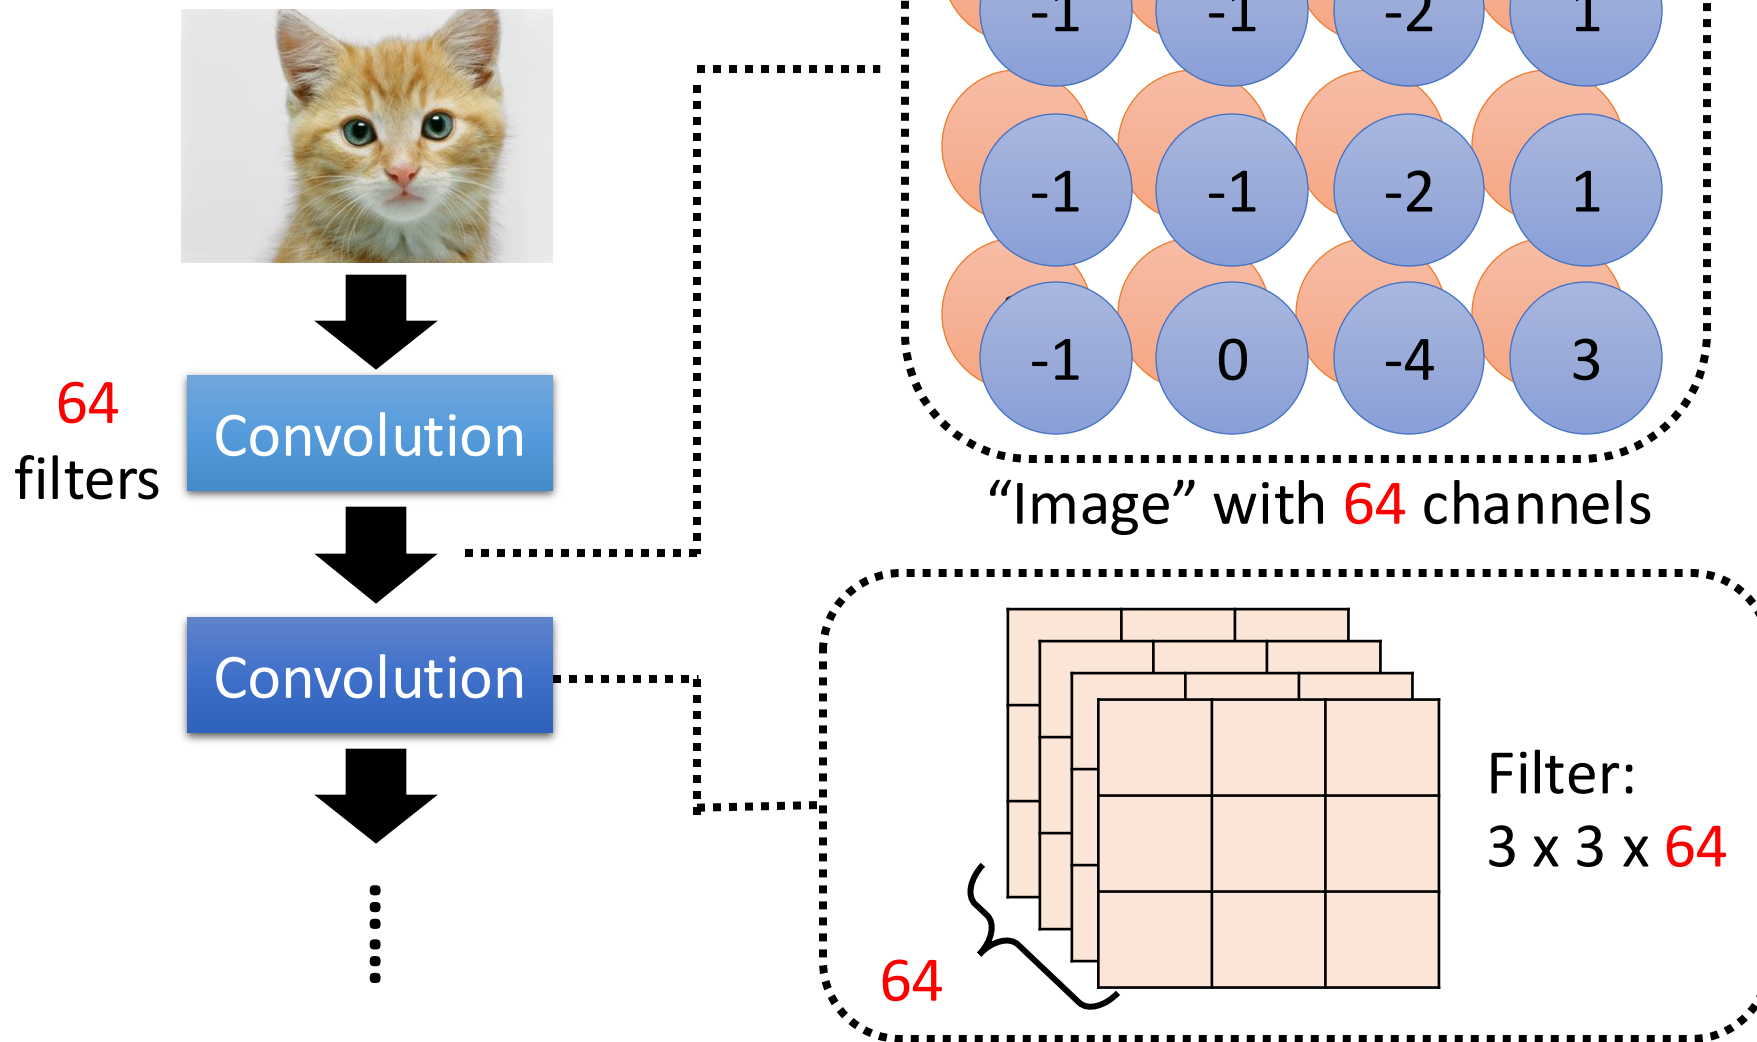 -1 -1 -2 1
-1 -1 -2 1
-1 0 -4 3
64
filters
Convolution
“Image” with 64 channels
Convolution
Filter:
3 x 3 x 64
64